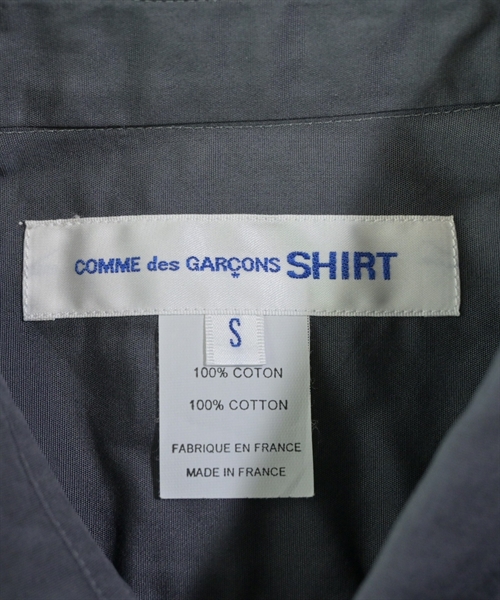 COMME des GARÇONS SHIRT
S
100% COTON
100% COTTON
FABRIQUE EN FRANCE
MADE IN FRANCE